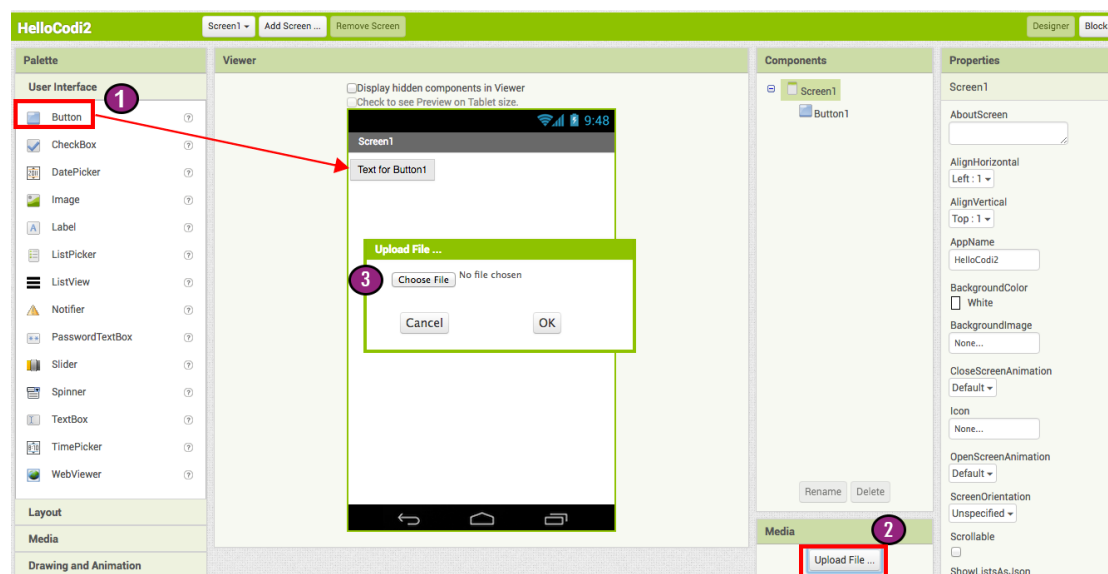 HelloCodi2
Screen1
Add Screen ...
Remove Screen
Designer
Block
Palette
User Interface
1
Button
?
CheckBox
?
DatePicker
?
Image
?
Label
?
ListPicker
?
ListView
?
Notifier
?
PasswordTextBox
?
Slider
?
Spinner
?
TextBox
?
TimePicker
?
WebViewer
?
Layout
Media
Drawing and Animation
Viewer
Display hidden components in Viewer
Check to see Preview on Tablet size.
9:48
Screen1
Text for Button1
Upload File ...
3
Choose File No file chosen
Cancel
OK
Components
Screen1
Button1
Rename
Delete
Media
2
Upload File ...
Properties
Screen1
AboutScreen
AlignHorizontal
Left : 1
AlignVertical
Top : 1
AppName
HelloCodi2
BackgroundColor
White
BackgroundImage
None...
CloseScreenAnimation
Default
Icon
None...
OpenScreenAnimation
Default
ScreenOrientation
Unspecified
Scrollable
ShowListsAsJson